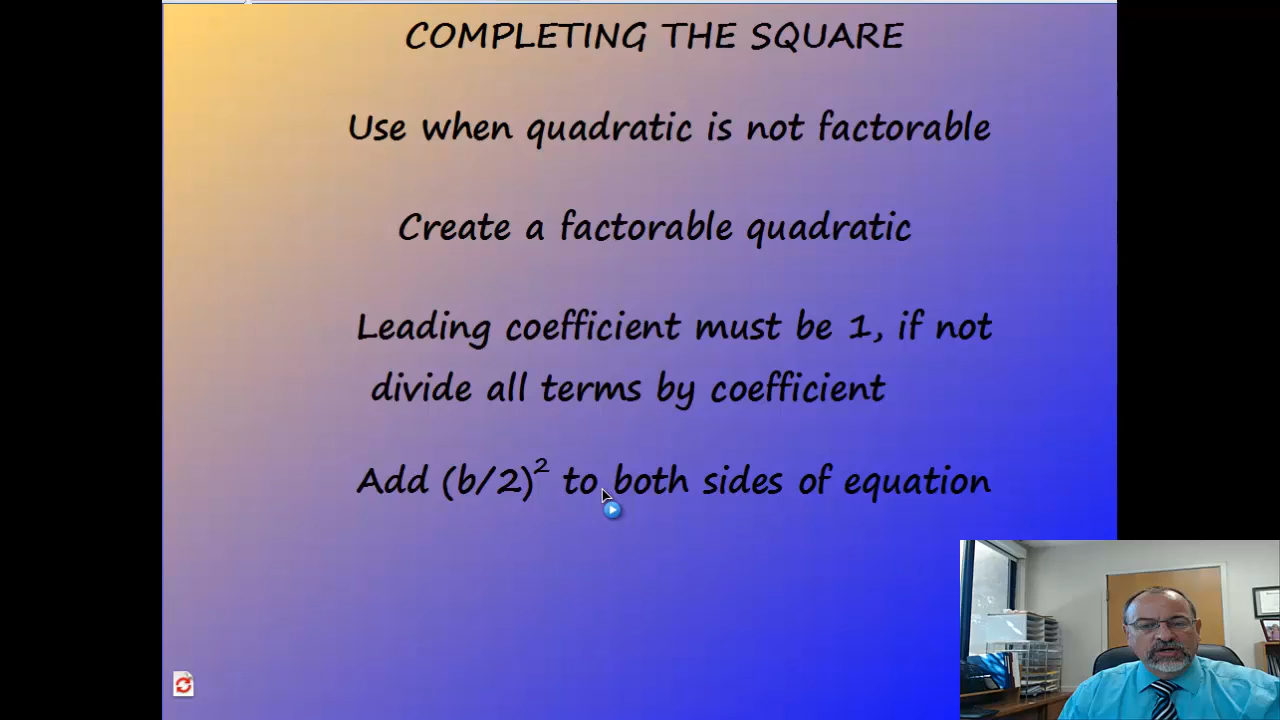 COMPLETING THE SQUARE
Use when quadratic is not factorable
Create a factorable quadratic
Leading coefficient must be 1, if not
divide all terms by coefficient
Add (b/2)² to both sides of equation